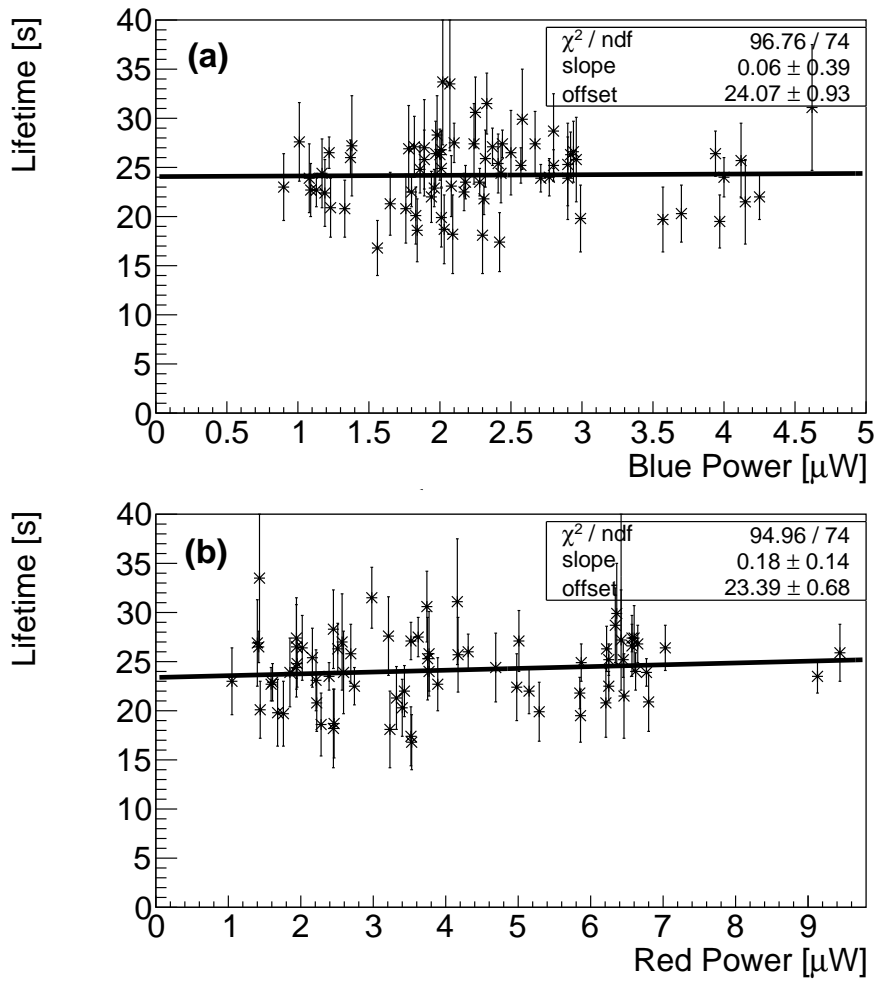 Lifetime [s]
(a)
χ² / ndf 96.76 / 74
slope 0.06 ± 0.39
offset 24.07 ± 0.93
40
35
30
25
20
15
10
5
0
0 0.5 1 1.5 2 2.5 3 3.5 4 4.5 5
Blue Power [μW]
Lifetime [s]
(b)
χ² / ndf 94.96 / 74
slope 0.18 ± 0.14
offset 23.39 ± 0.68
40
35
30
25
20
15
10
5
0
0 1 2 3 4 5 6 7 8 9
Red Power [μW]